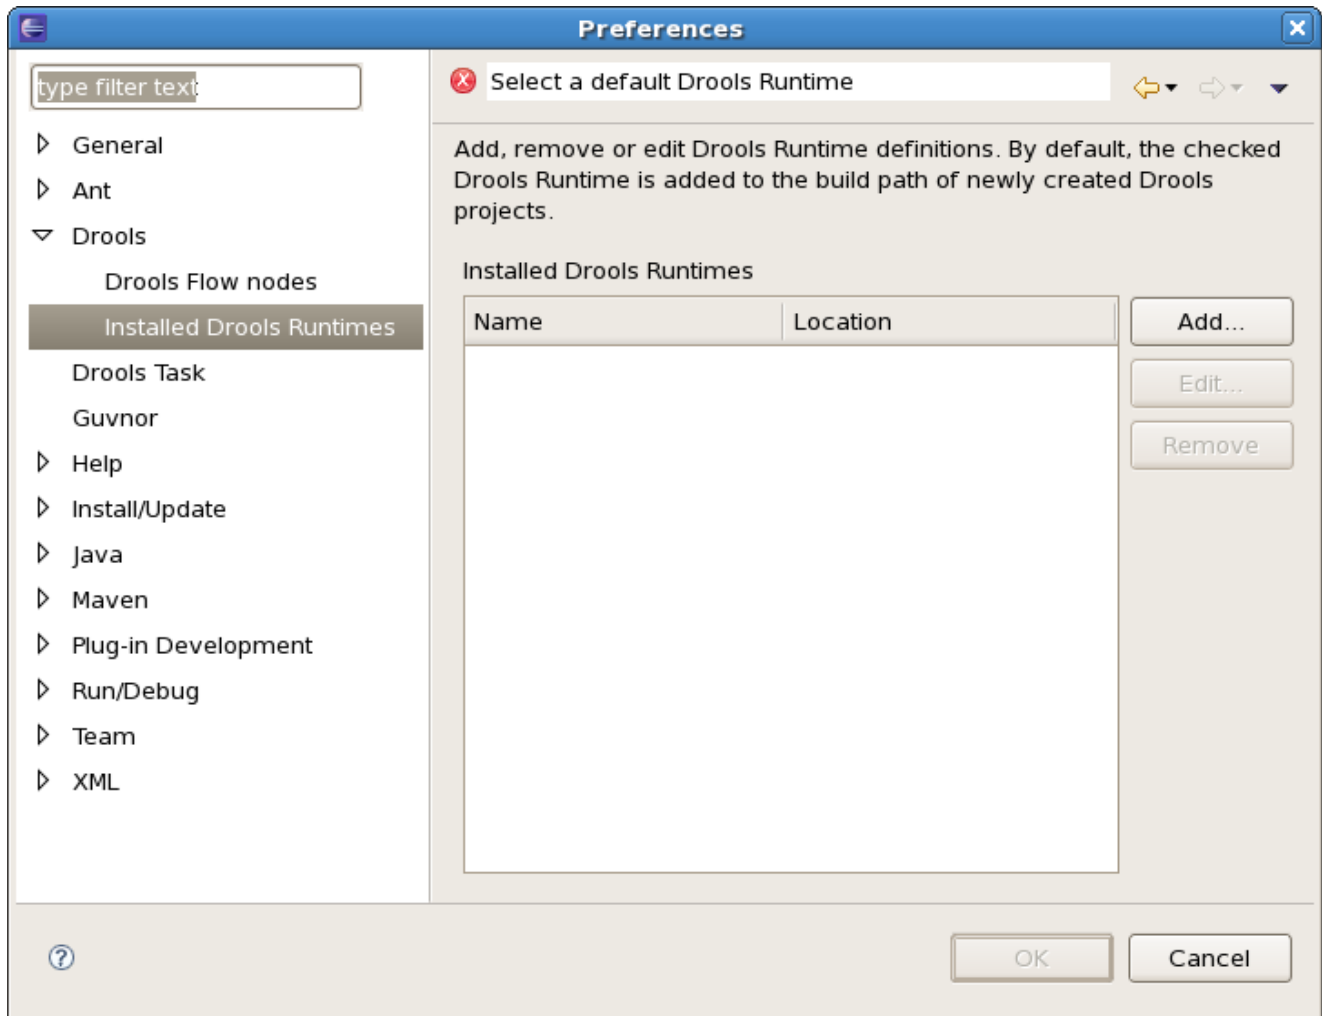 Preferences
type filter text
General
Ant
Drools
Drools Flow nodes
Installed Drools Runtimes
Drools Task
Guvnor
Help
Install/Update
Java
Maven
Plug-in Development
Run/Debug
Team
XML
Select a default Drools Runtime
Add, remove or edit Drools Runtime definitions. By default, the checked
Drools Runtime is added to the build path of newly created Drools
projects.
Installed Drools Runtimes
Name Location
Add...
Edit...
Remove
?
OK Cancel